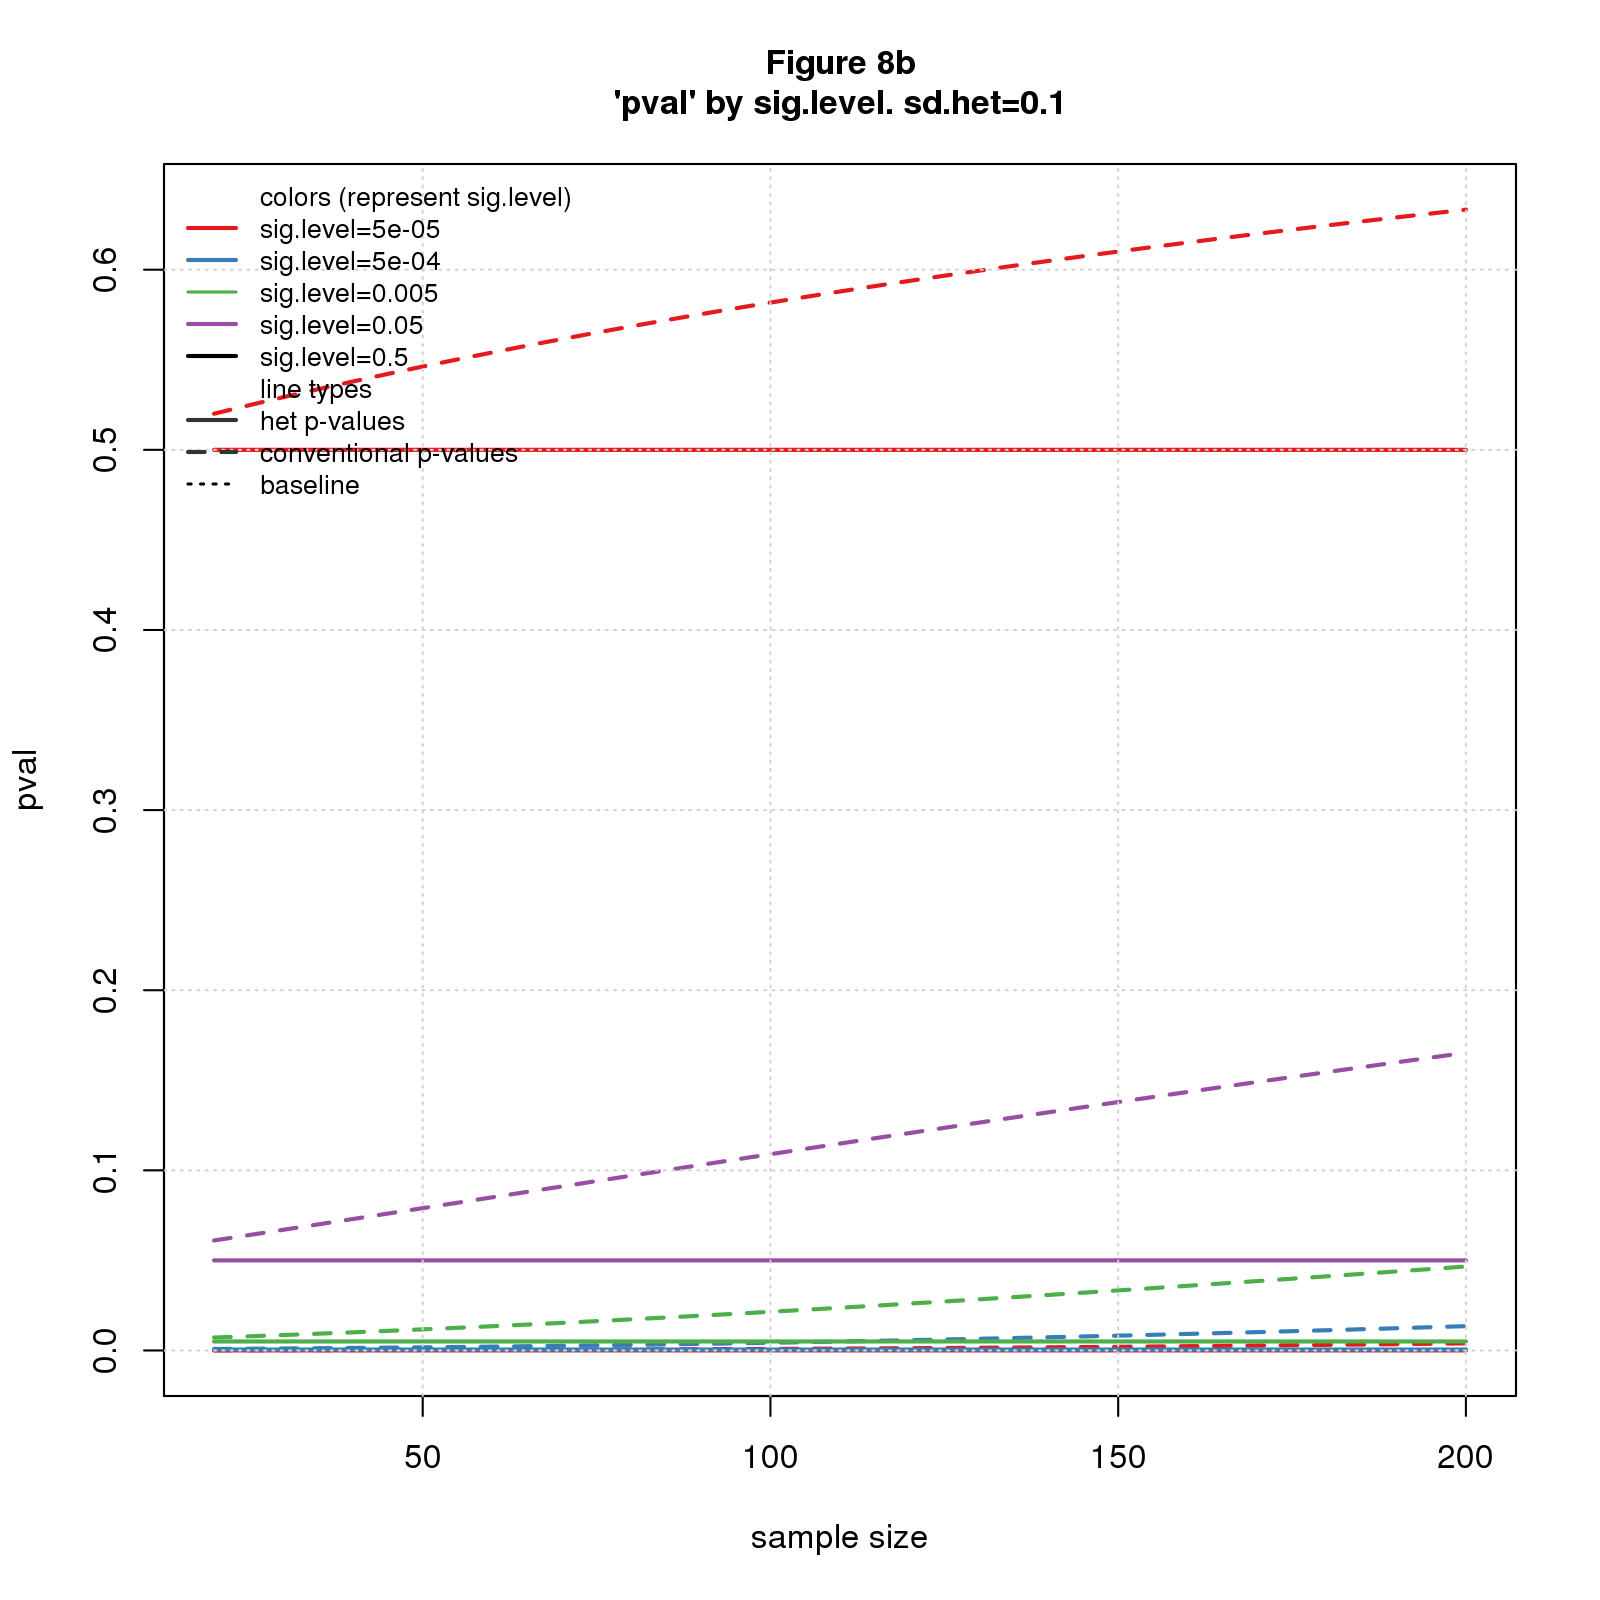 Figure 8b
'pval' by sig.level. sd.het=0.1
colors (represent sig.level)
sig.level=5e-05
sig.level=5e-04
sig.level=0.005
sig.level=0.05
sig.level=0.5
line types
het p-values
conventional p-values
baseline
0.6
0.5
0.4
0.3
0.2
0.1
0.0
pval
50 100 150 200
sample size